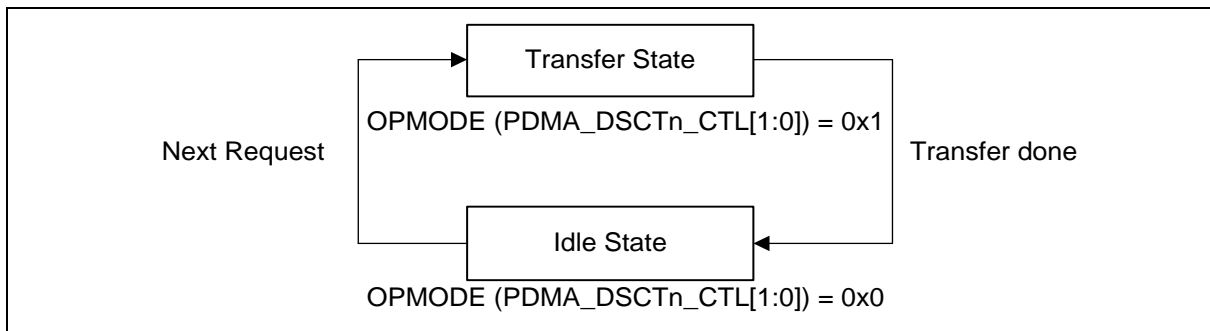 Transfer State
OPMODE (PDMA_DSCTn_CTL[1:0]) = 0x1
Next Request
Transfer done
Idle State
OPMODE (PDMA_DSCTn_CTL[1:0]) = 0x0